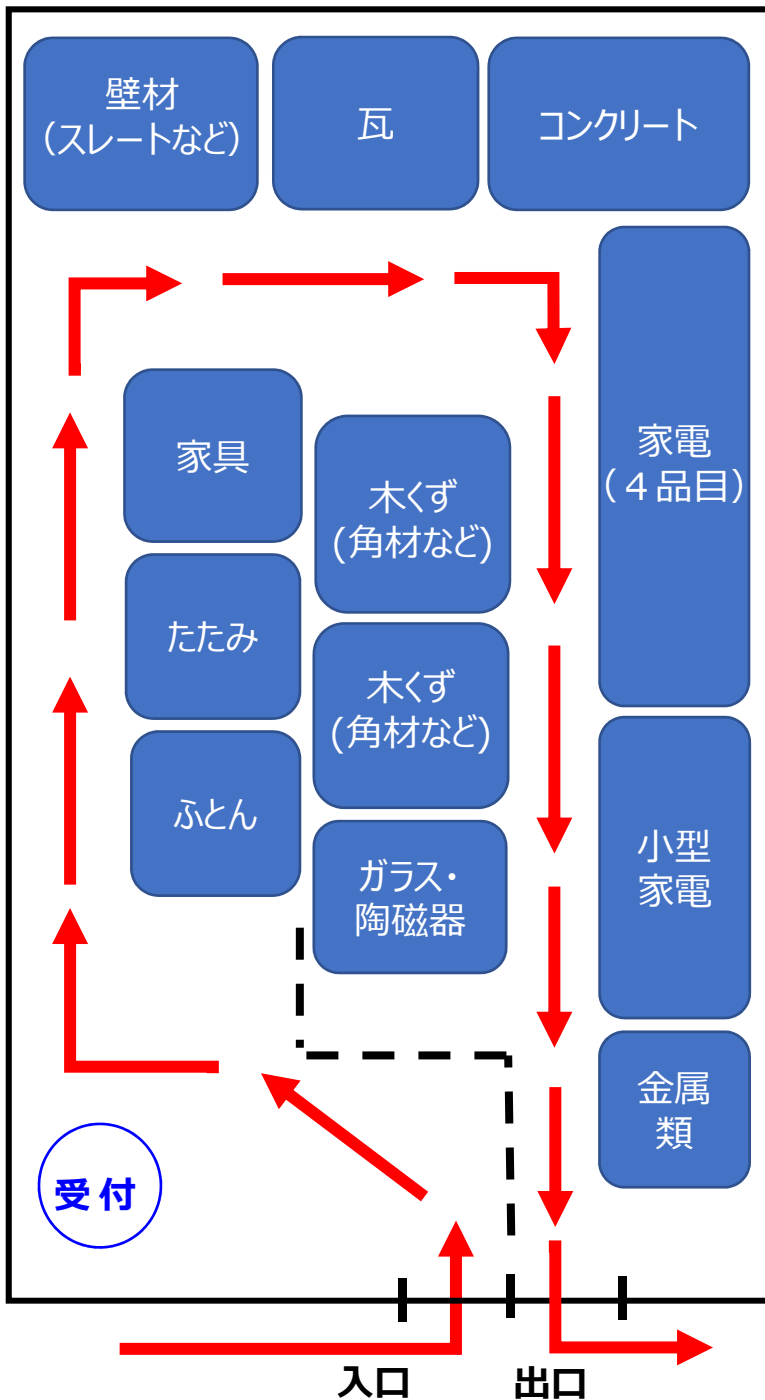 壁材
（スレートなど）
瓦
コンクリート
家具
木くず
(角材など)
家電
（４品目）
たたみ
木くず
(角材など)
ふとん
ガラス・
陶磁器
小型
家電
金属
類
受付
入口
出口